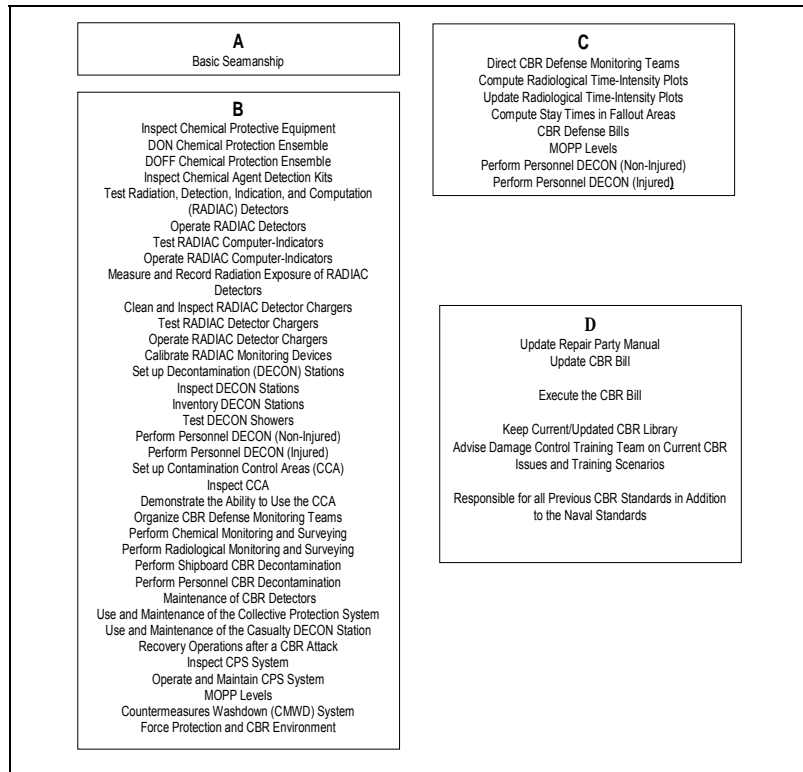 A
Basic Seamanship
B
Inspect Chemical Protective Equipment
DON Chemical Protection Ensemble
DOFF Chemical Protection Ensemble
Inspect Chemical Agent Detection Kits
Test Radiation, Detection, Indication, and Computation
(RADIAC) Detectors
Operate RADIAC Detectors
Test RADIAC Computer-Indicators
Operate RADIAC Computer-Indicators
Measure and Record Radiation Exposure of RADIAC
Detectors
Clean and Inspect RADIAC Detector Chargers
Test RADIAC Detector Chargers
Operate RADIAC Detector Chargers
Calibrate RADIAC Monitoring Devices
Set up Decontamination (DECON) Stations
Inspect DECON Stations
Inventory DECON Stations
Test DECON Showers
Perform Personnel DECON (Non-Injured)
Perform Personnel DECON (Injured)
Set up Contamination Control Areas (CCA)
Inspect CCA
Demonstrate the Ability to Use the CCA
Organize CBR Defense Monitoring Teams
Perform Chemical Monitoring and Surveying
Perform Radiological Monitoring and Surveying
Perform Shipboard CBR Decontamination
Perform Personnel CBR Decontamination
Maintenance of CBR Detectors
Use and Maintenance of the Collective Protection System
Use and Maintenance of the Casualty DECON Station
Recovery Operations after a CBR Attack
Inspect CPS System
Operate and Maintain CPS System
MOPP Levels
Countermeasures Washdown (CMWD) System
Force Protection and CBR Environment
C
Direct CBR Defense Monitoring Teams
Compute Radiological Time-Intensity Plots
Update Radiological Time-Intensity Plots
Compute Stay Times in Fallout Areas
CBR Defense Bills
MOPP Levels
Perform Personnel DECON (Non-Injured)
Perform Personnel DECON (Injured)
D
Update Repair Party Manual
Update CBR Bill
Execute the CBR Bill
Keep Current/Updated CBR Library
Advise Damage Control Training Team on Current CBR
Issues and Training Scenarios
Responsible for all Previous CBR Standards in Addition
to the Naval Standards